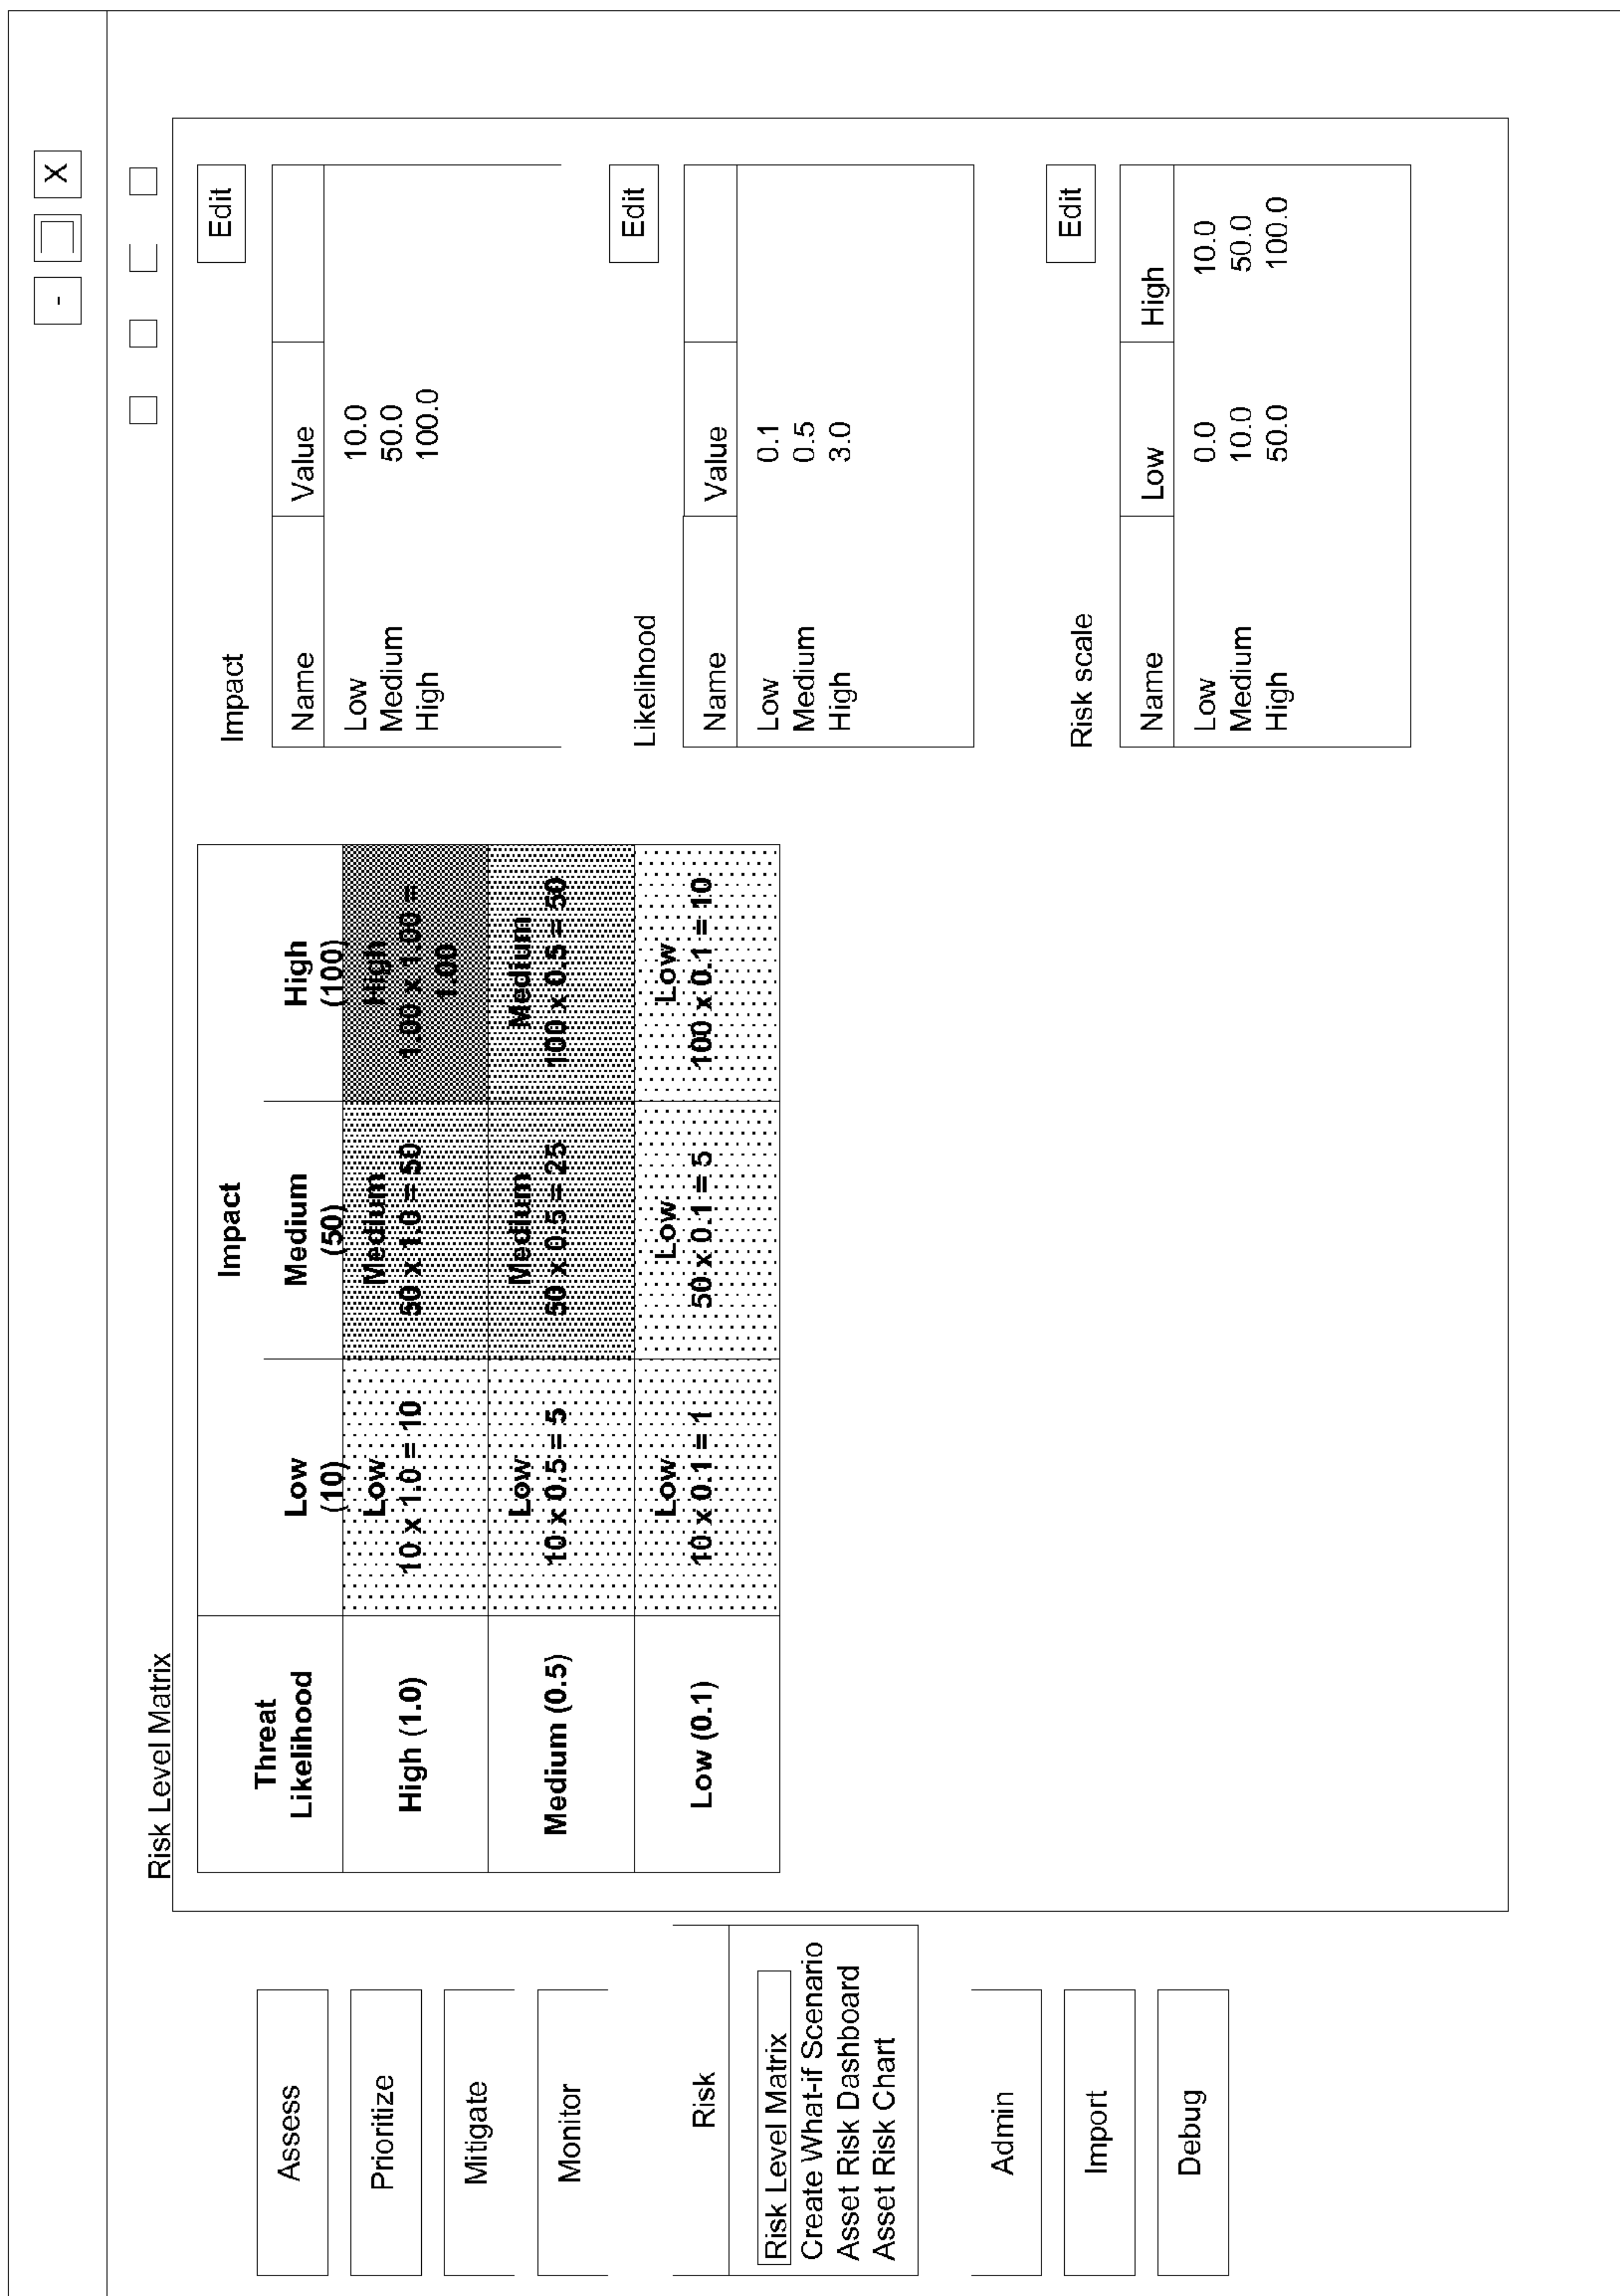 -
X
Assess
Prioritize
Mitigate
Monitor
Risk
Risk Level Matrix
Create What-if Scenario
Asset Risk Dashboard
Asset Risk Chart
Admin
Import
Debug
Risk Level Matrix
Threat
Likelihood
Impact
Low
(10)
Medium
(50)
High
(100)
High (1.0)
Low
10 x 1.0 = 10
Medium
50 x 1.0 = 50
High
1.00 x 1.00 =
1.00
Medium (0.5)
Low
10 x 0.5 = 5
Medium
50 x 0.5 = 25
Medium
100 x 0.5 = 50
Low (0.1)
Low
10 x 0.1 = 1
Low
50 x 0.1 = 5
Low
100 x 0.1 = 10
Impact
Edit
Name Value
Low 10.0
Medium 50.0
High 100.0
Likelihood
Edit
Name Value
Low 0.1
Medium 0.5
High 3.0
Risk scale
Edit
Name Low High
Low 0.0 10.0
Medium 10.0 50.0
High 50.0 100.0